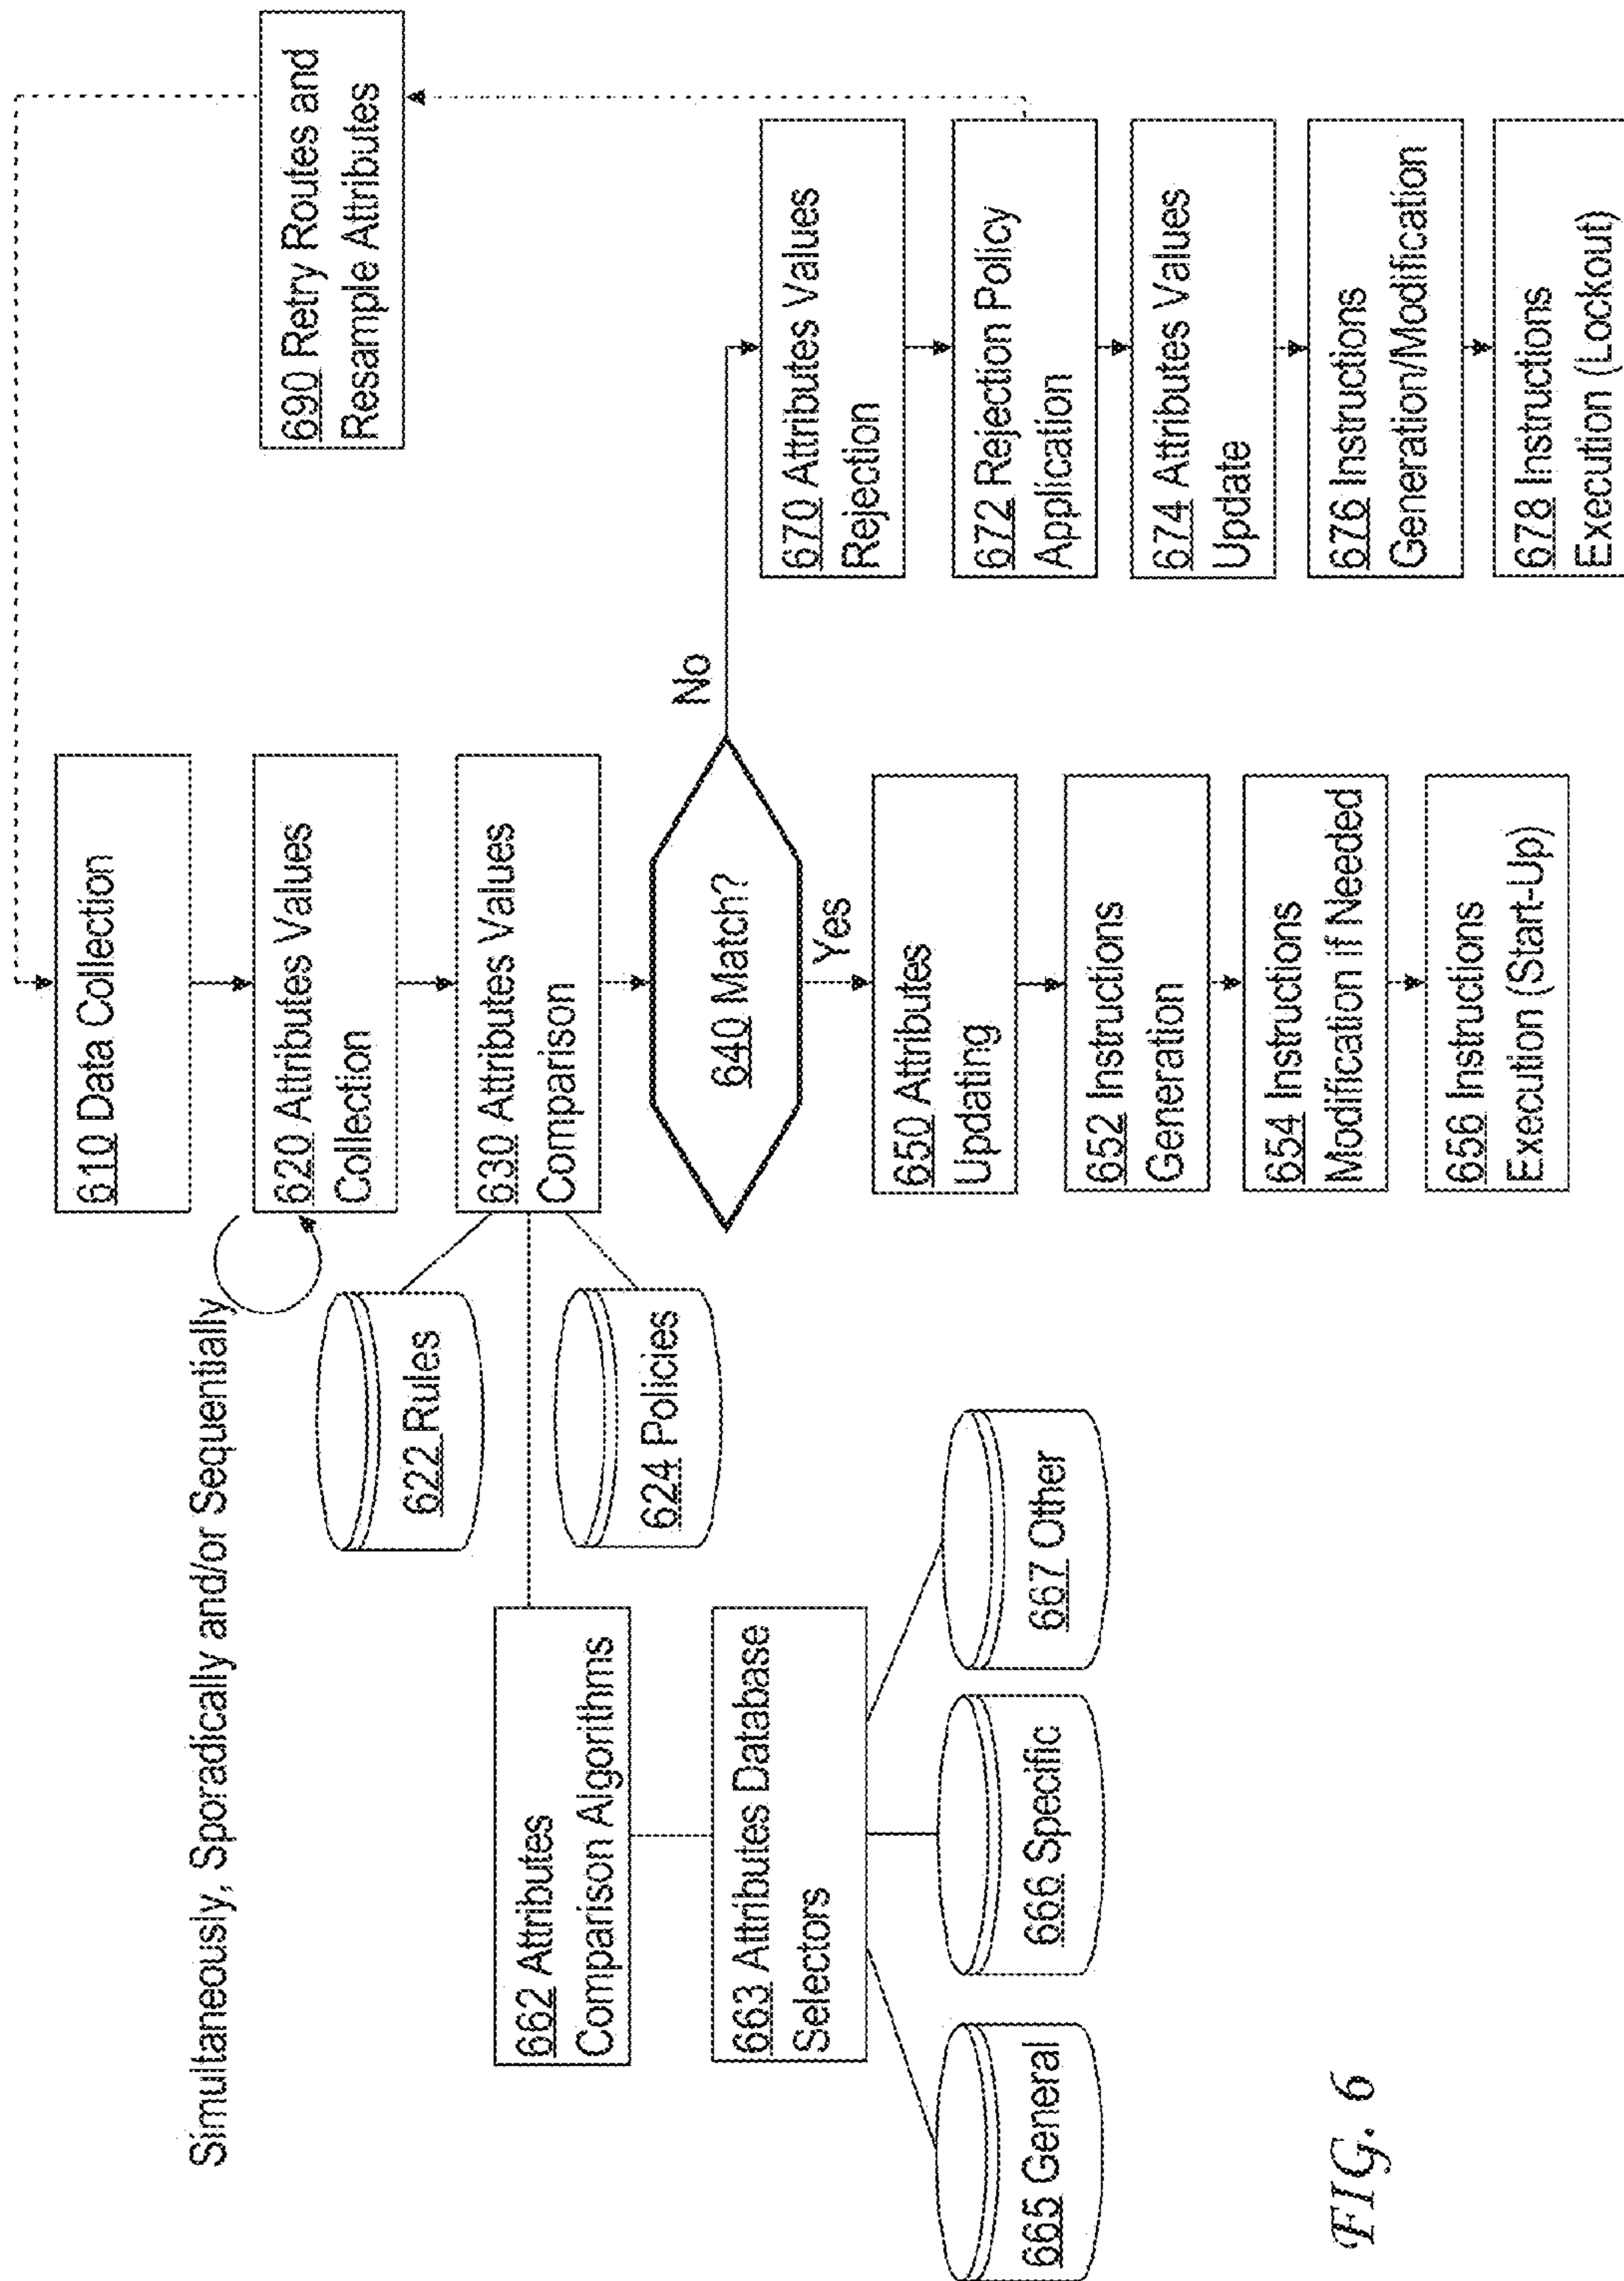 Simultaneously, Sporadically and/or Sequentially
610 Data Collection
620 Attributes Values
Collection
630 Attributes Values
Comparison
622 Rules
624 Policies
662 Attributes
Comparison Algorithms
663 Attributes Database
Selectors
665 General
666 Specific
667 Other
640 Match?
Yes
No
650 Attributes
Updating
652 Instructions
Generation
654 Instructions
Modification if Needed
656 Instructions
Execution (Start-Up)
670 Attributes Values
Rejection
672 Rejection Policy
Application
674 Attributes Values
Update
676 Instructions
Generation/Modification
678 Instructions
Execution (Lockout)
690 Retry Routes and
Resample Attributes
FIG. 6